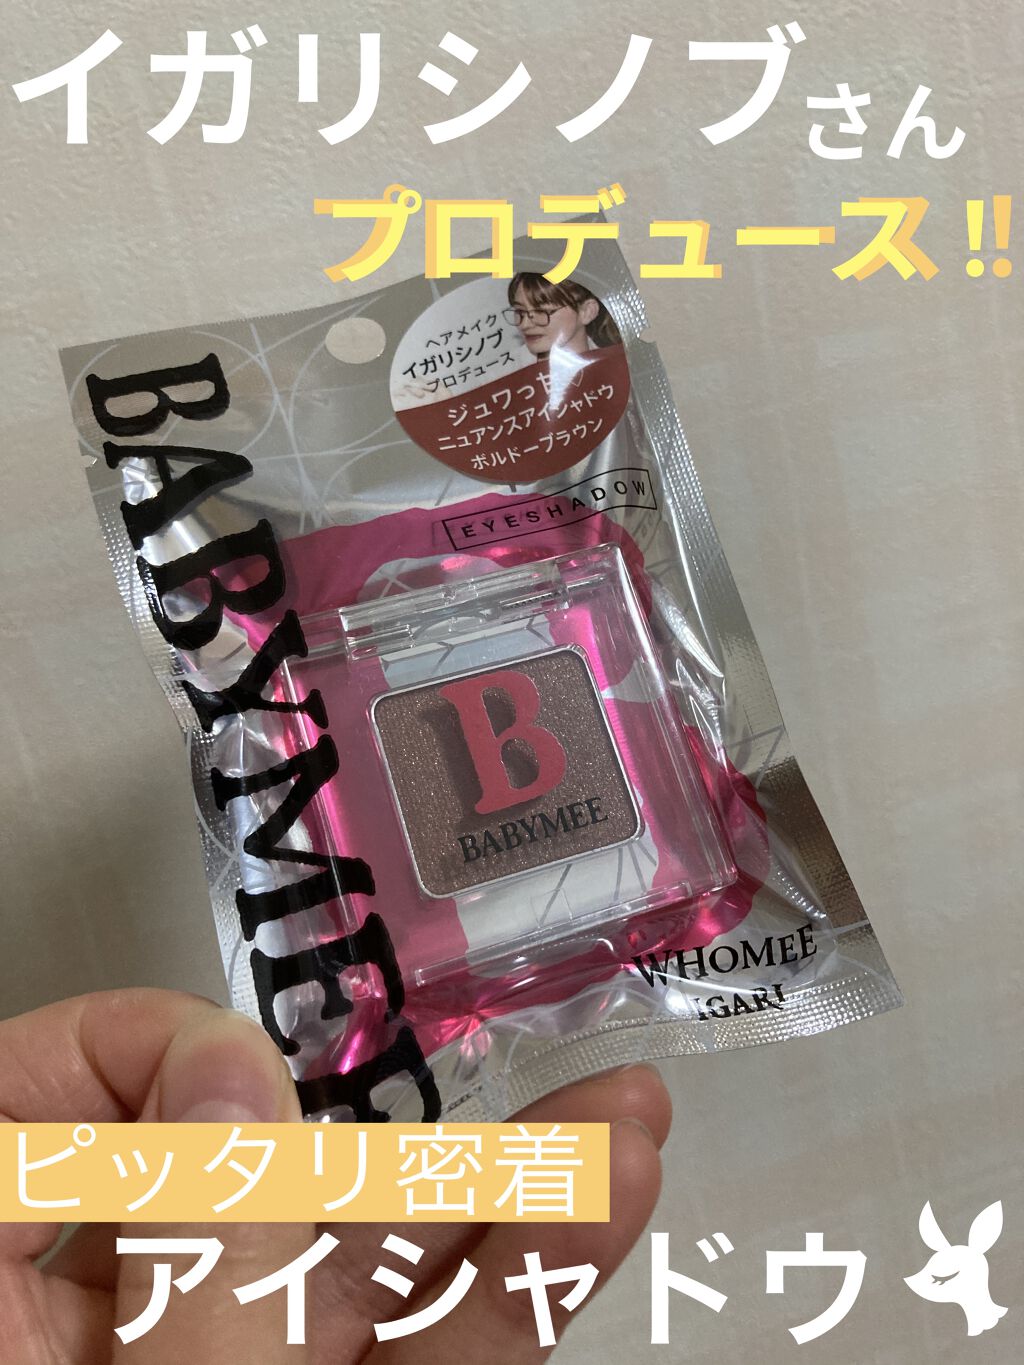 イガリシノブさん
プロデュース!!
ヘアメイク
イガリシノブ
プロデュース
ジュワっ甘♡
ニュアンスアイシャドウ
ボルドーブラウン
EYESHADOW
BABYMEE
B
BABYMEE
WHOMEE
IGARI
ピッタリ密着
アイシャドウ